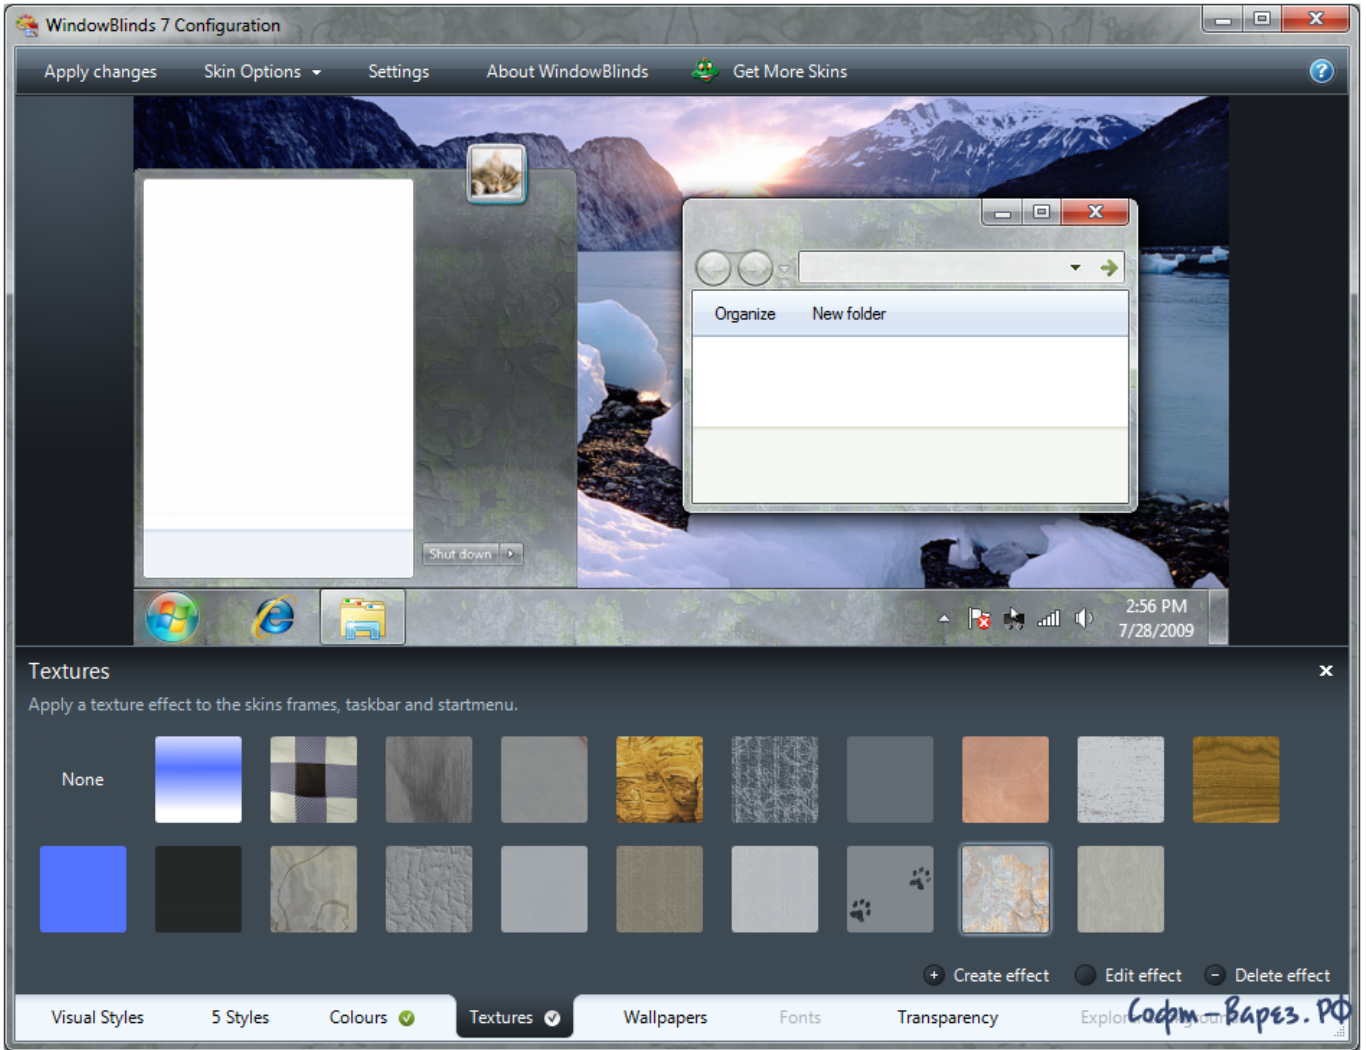 WindowBlinds 7 Configuration
Apply changes
Skin Options
Settings
About WindowBlinds
Get More Skins
Organize
New folder
Shut down
2:56 PM
7/28/2009
Textures
Apply a texture effect to the skins frames, taskbar and startmenu.
None
Create effect
Edit effect
Delete effect
Visual Styles
5 Styles
Colours
Textures
Wallpapers
Fonts
Transparency
Софт-Варез.РФ